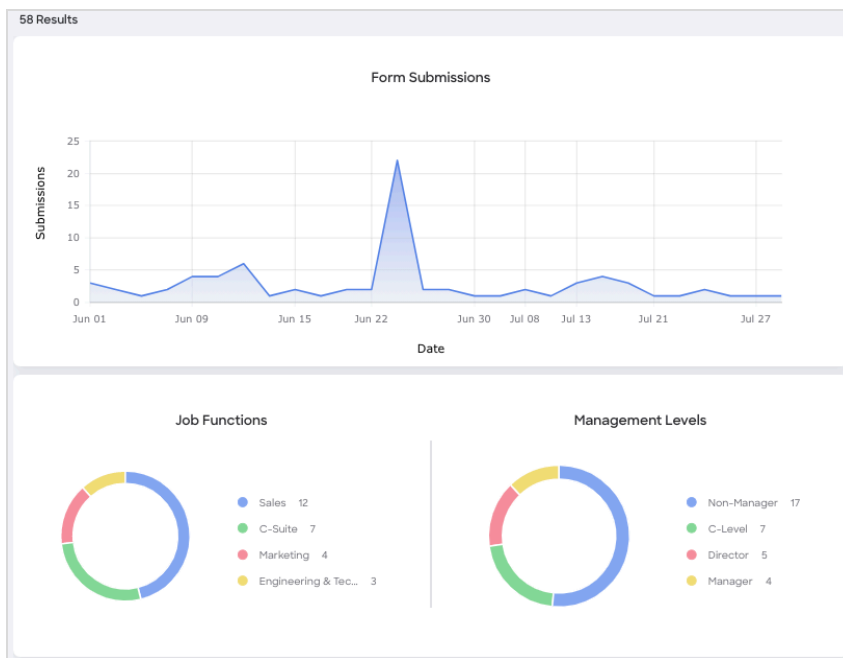 58 Results
Form Submissions
25
20
15
10
5
0
Submissions
Jun 01 Jun 09 Jun 15 Jun 22 Jun 30 Jul 08 Jul 13 Jul 21 Jul 27
Date
Job Functions
Sales 12
C-Suite 7
Marketing 4
Engineering & Tec... 3
Management Levels
Non-Manager 17
C-Level 7
Director 5
Manager 4